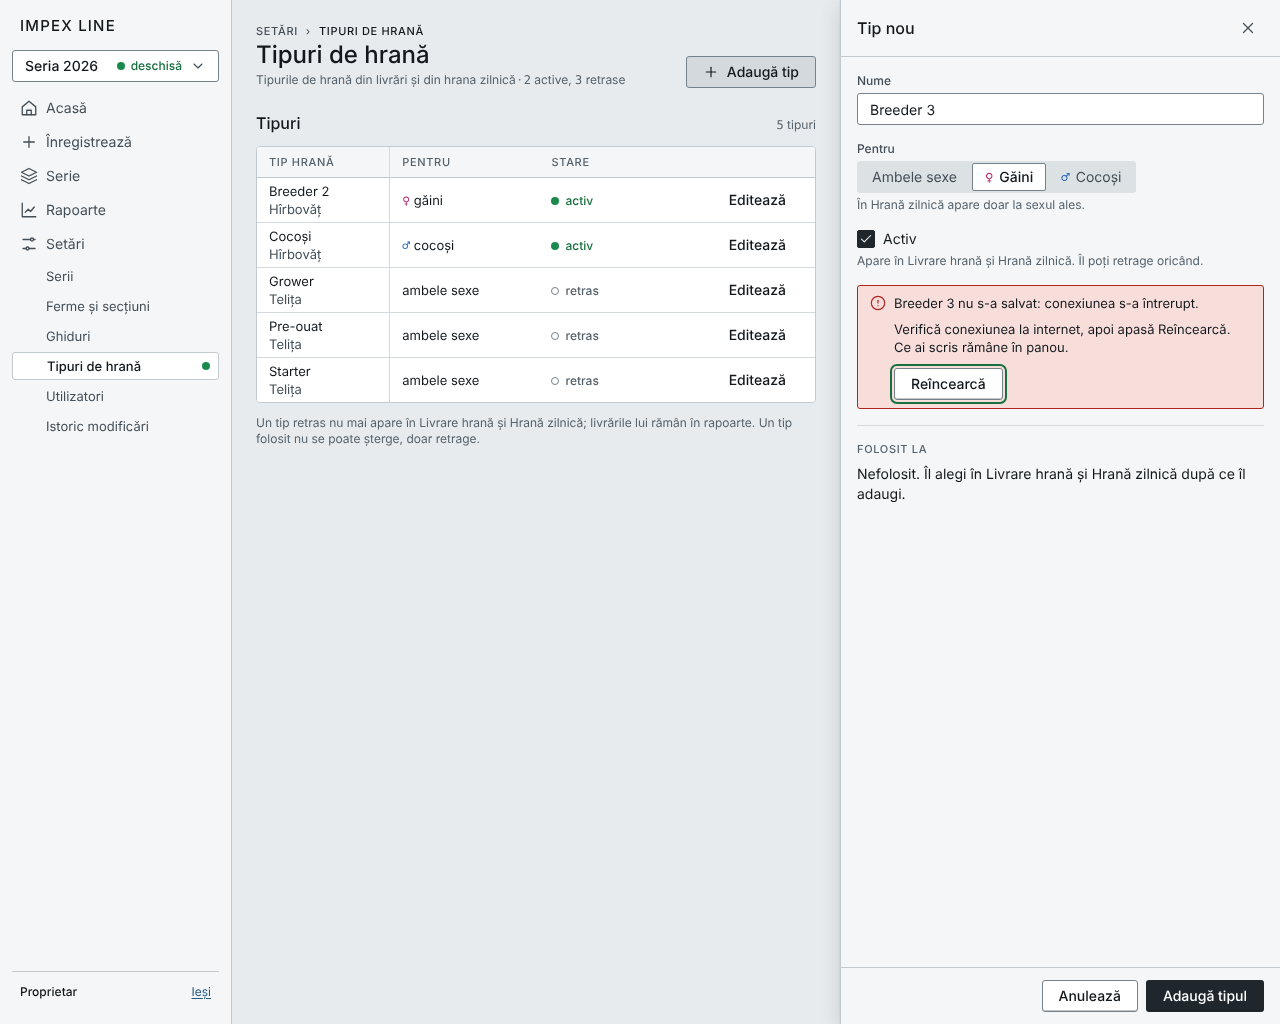 IMPEX LINE
Seria 2026 deschisă
Acasă
Înregistrează
Serie
Rapoarte
Setări
Serii
Ferme și secțiuni
Ghiduri
Tipuri de hrană
Utilizatori
Istoric modificări
Proprietar Ieși
SETĂRI › TIPURI DE HRANĂ
Tipuri de hrană
Tipurile de hrană din livrări și din hrana zilnică · 2 active, 3 retrase
Adaugă tip
Tipuri
5 tipuri
TIP HRANĂ PENTRU STARE
Breeder 2
Hîrbovăț
♀ găini activ Editează
Cocoși
Hîrbovăț
♂ cocoși activ Editează
Grower
Telița
ambele sexe retras Editează
Pre-ouat
Telița
ambele sexe retras Editează
Starter
Telița
ambele sexe retras Editează
Un tip retras nu mai apare în Livrare hrană și Hrană zilnică; livrările lui rămân în rapoarte. Un tip
folosit nu se poate șterge, doar retrage.
Tip nou
Nume
Breeder 3
Pentru
Ambele sexe ♀ Găini ♂ Cocoși
În Hrană zilnică apare doar la sexul ales.
Activ
Apare în Livrare hrană și Hrană zilnică. Îl poți retrage oricând.
Breeder 3 nu s-a salvat: conexiunea s-a întrerupt.
Verifică conexiunea la internet, apoi apasă Reîncearcă.
Ce ai scris rămâne în panou.
Reîncearcă
FOLOSIT LA
Nefolosit. Îl alegi în Livrare hrană și Hrană zilnică după ce îl
adaugi.
Anulează Adaugă tipul